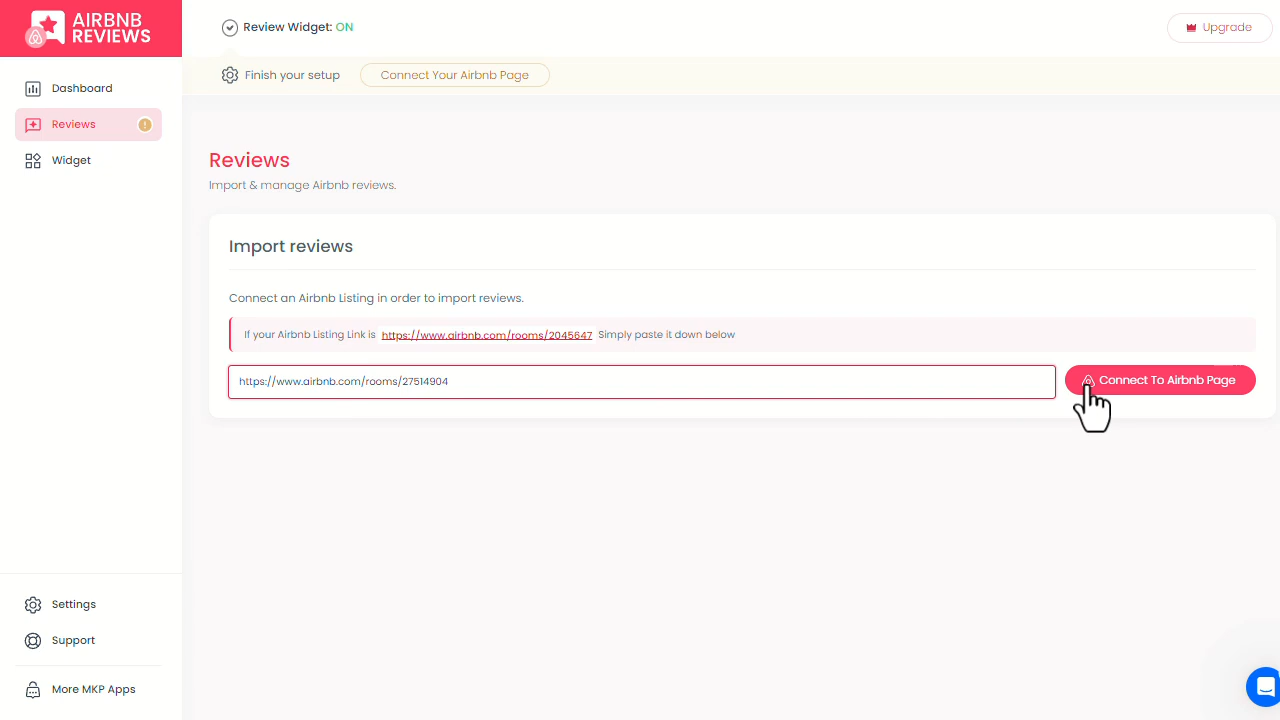 AIRBNB
REVIEWS
Review Widget: ON
Upgrade
Finish your setup
Connect Your Airbnb Page
Dashboard
Reviews
Widget
Reviews
Import & manage Airbnb reviews.
Import reviews
Connect an Airbnb Listing in order to import reviews.
If your Airbnb Listing Link is https://www.airbnb.com/rooms/2045647 Simply paste it down below
https://www.airbnb.com/rooms/27514904
Connect To Airbnb Page
Settings
Support
More MKP Apps